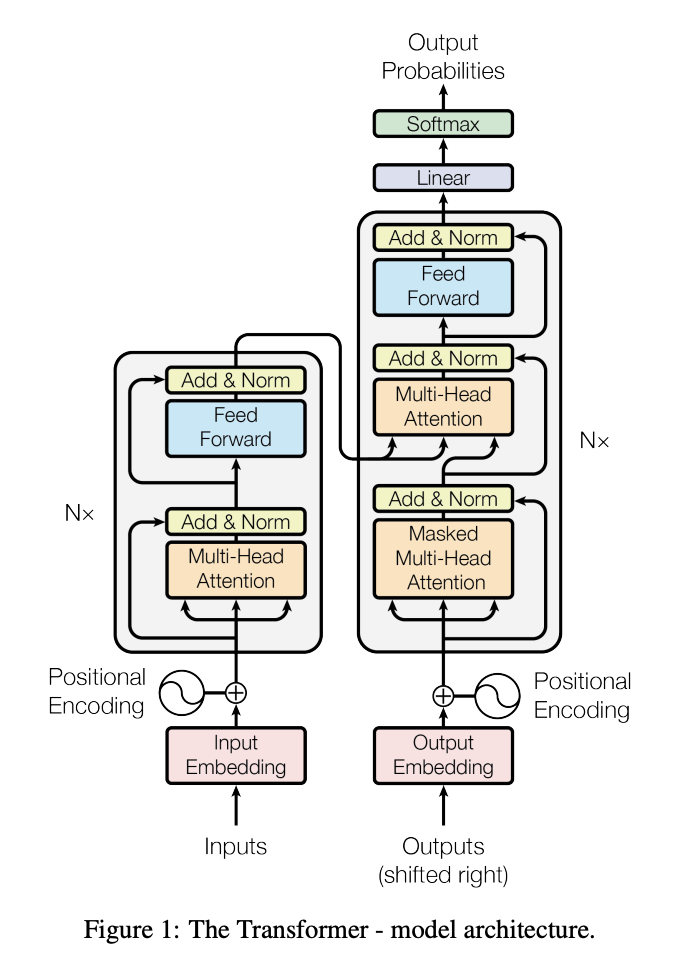 Output
Probabilities
Softmax
Linear
Add & Norm
Feed
Forward
Add & Norm
Multi-Head
Attention
Add & Norm
Masked
Multi-Head
Attention
N×
Add & Norm
Feed
Forward
Add & Norm
Multi-Head
Attention
N×
Positional
Encoding
Positional
Encoding
Input
Embedding
Output
Embedding
Inputs
Outputs
(shifted right)
Figure 1: The Transformer - model architecture.